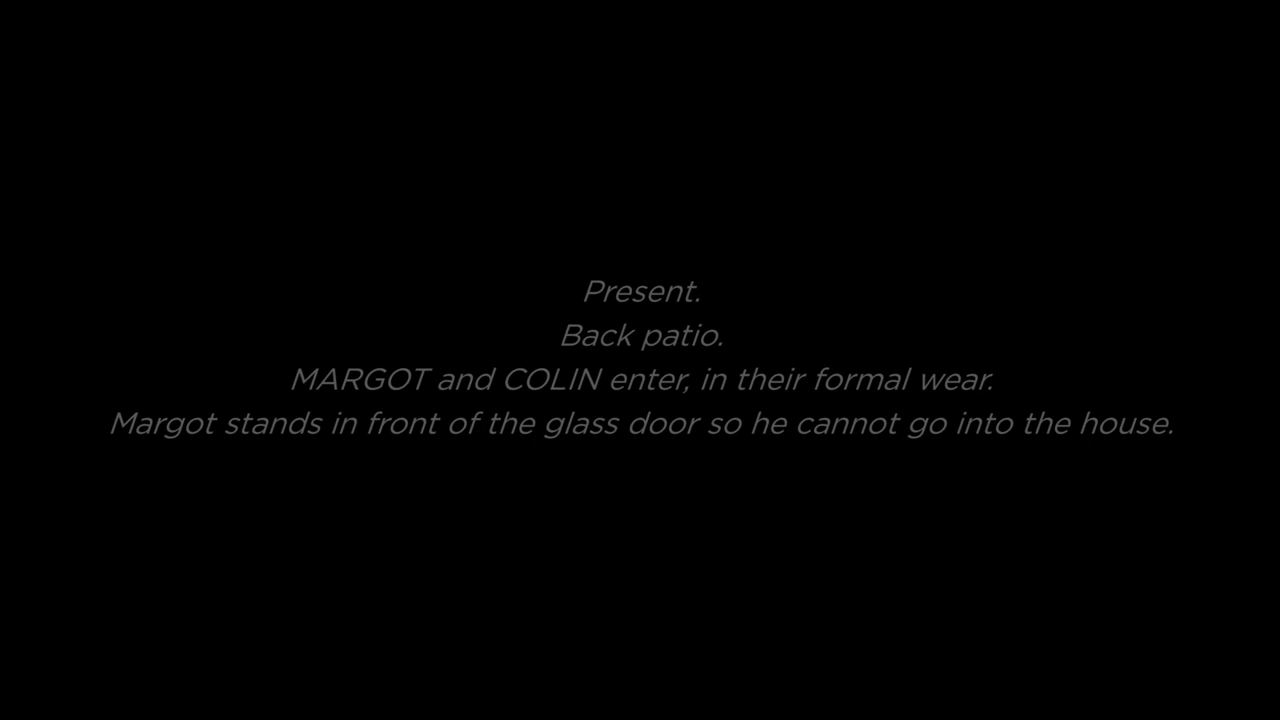 Present.
Back patio.
MARGOT and COLIN enter, in their formal wear.
Margot stands in front of the glass door so he cannot go into the house.